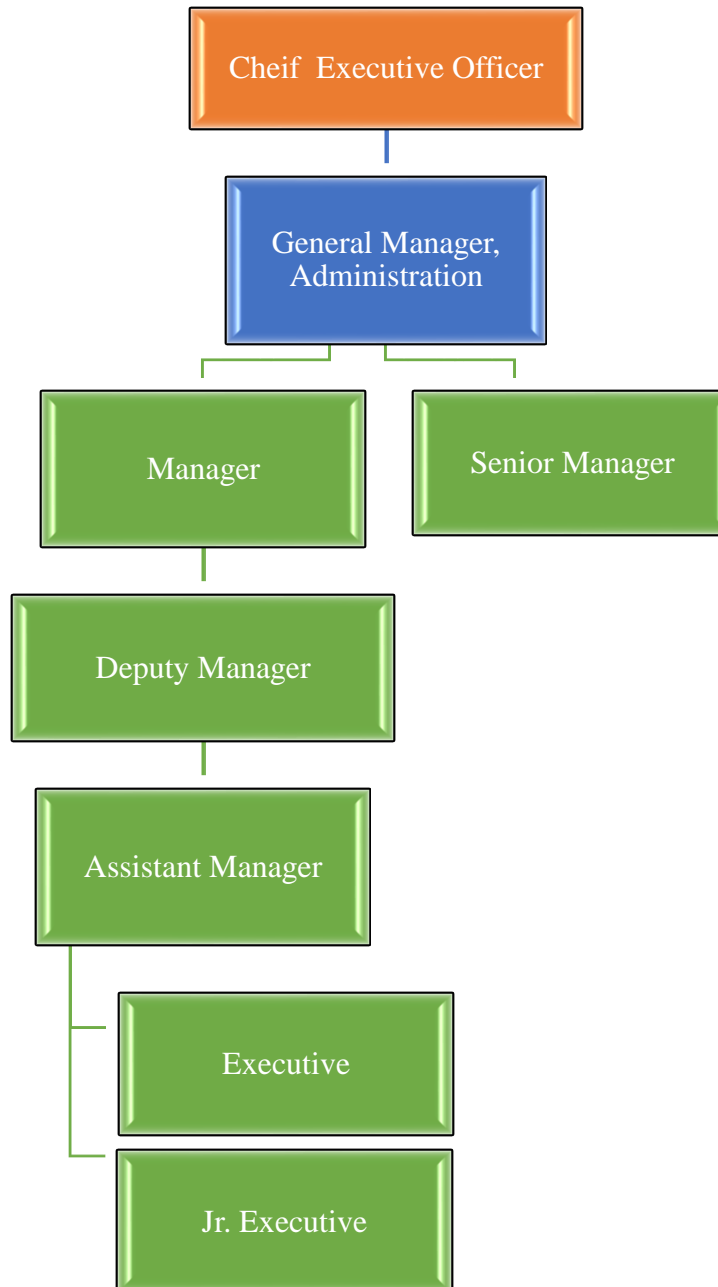 Cheif  Executive Officer
General Manager,
Administration
Manager
Senior Manager
Deputy Manager
Assistant Manager
Executive
Jr. Executive